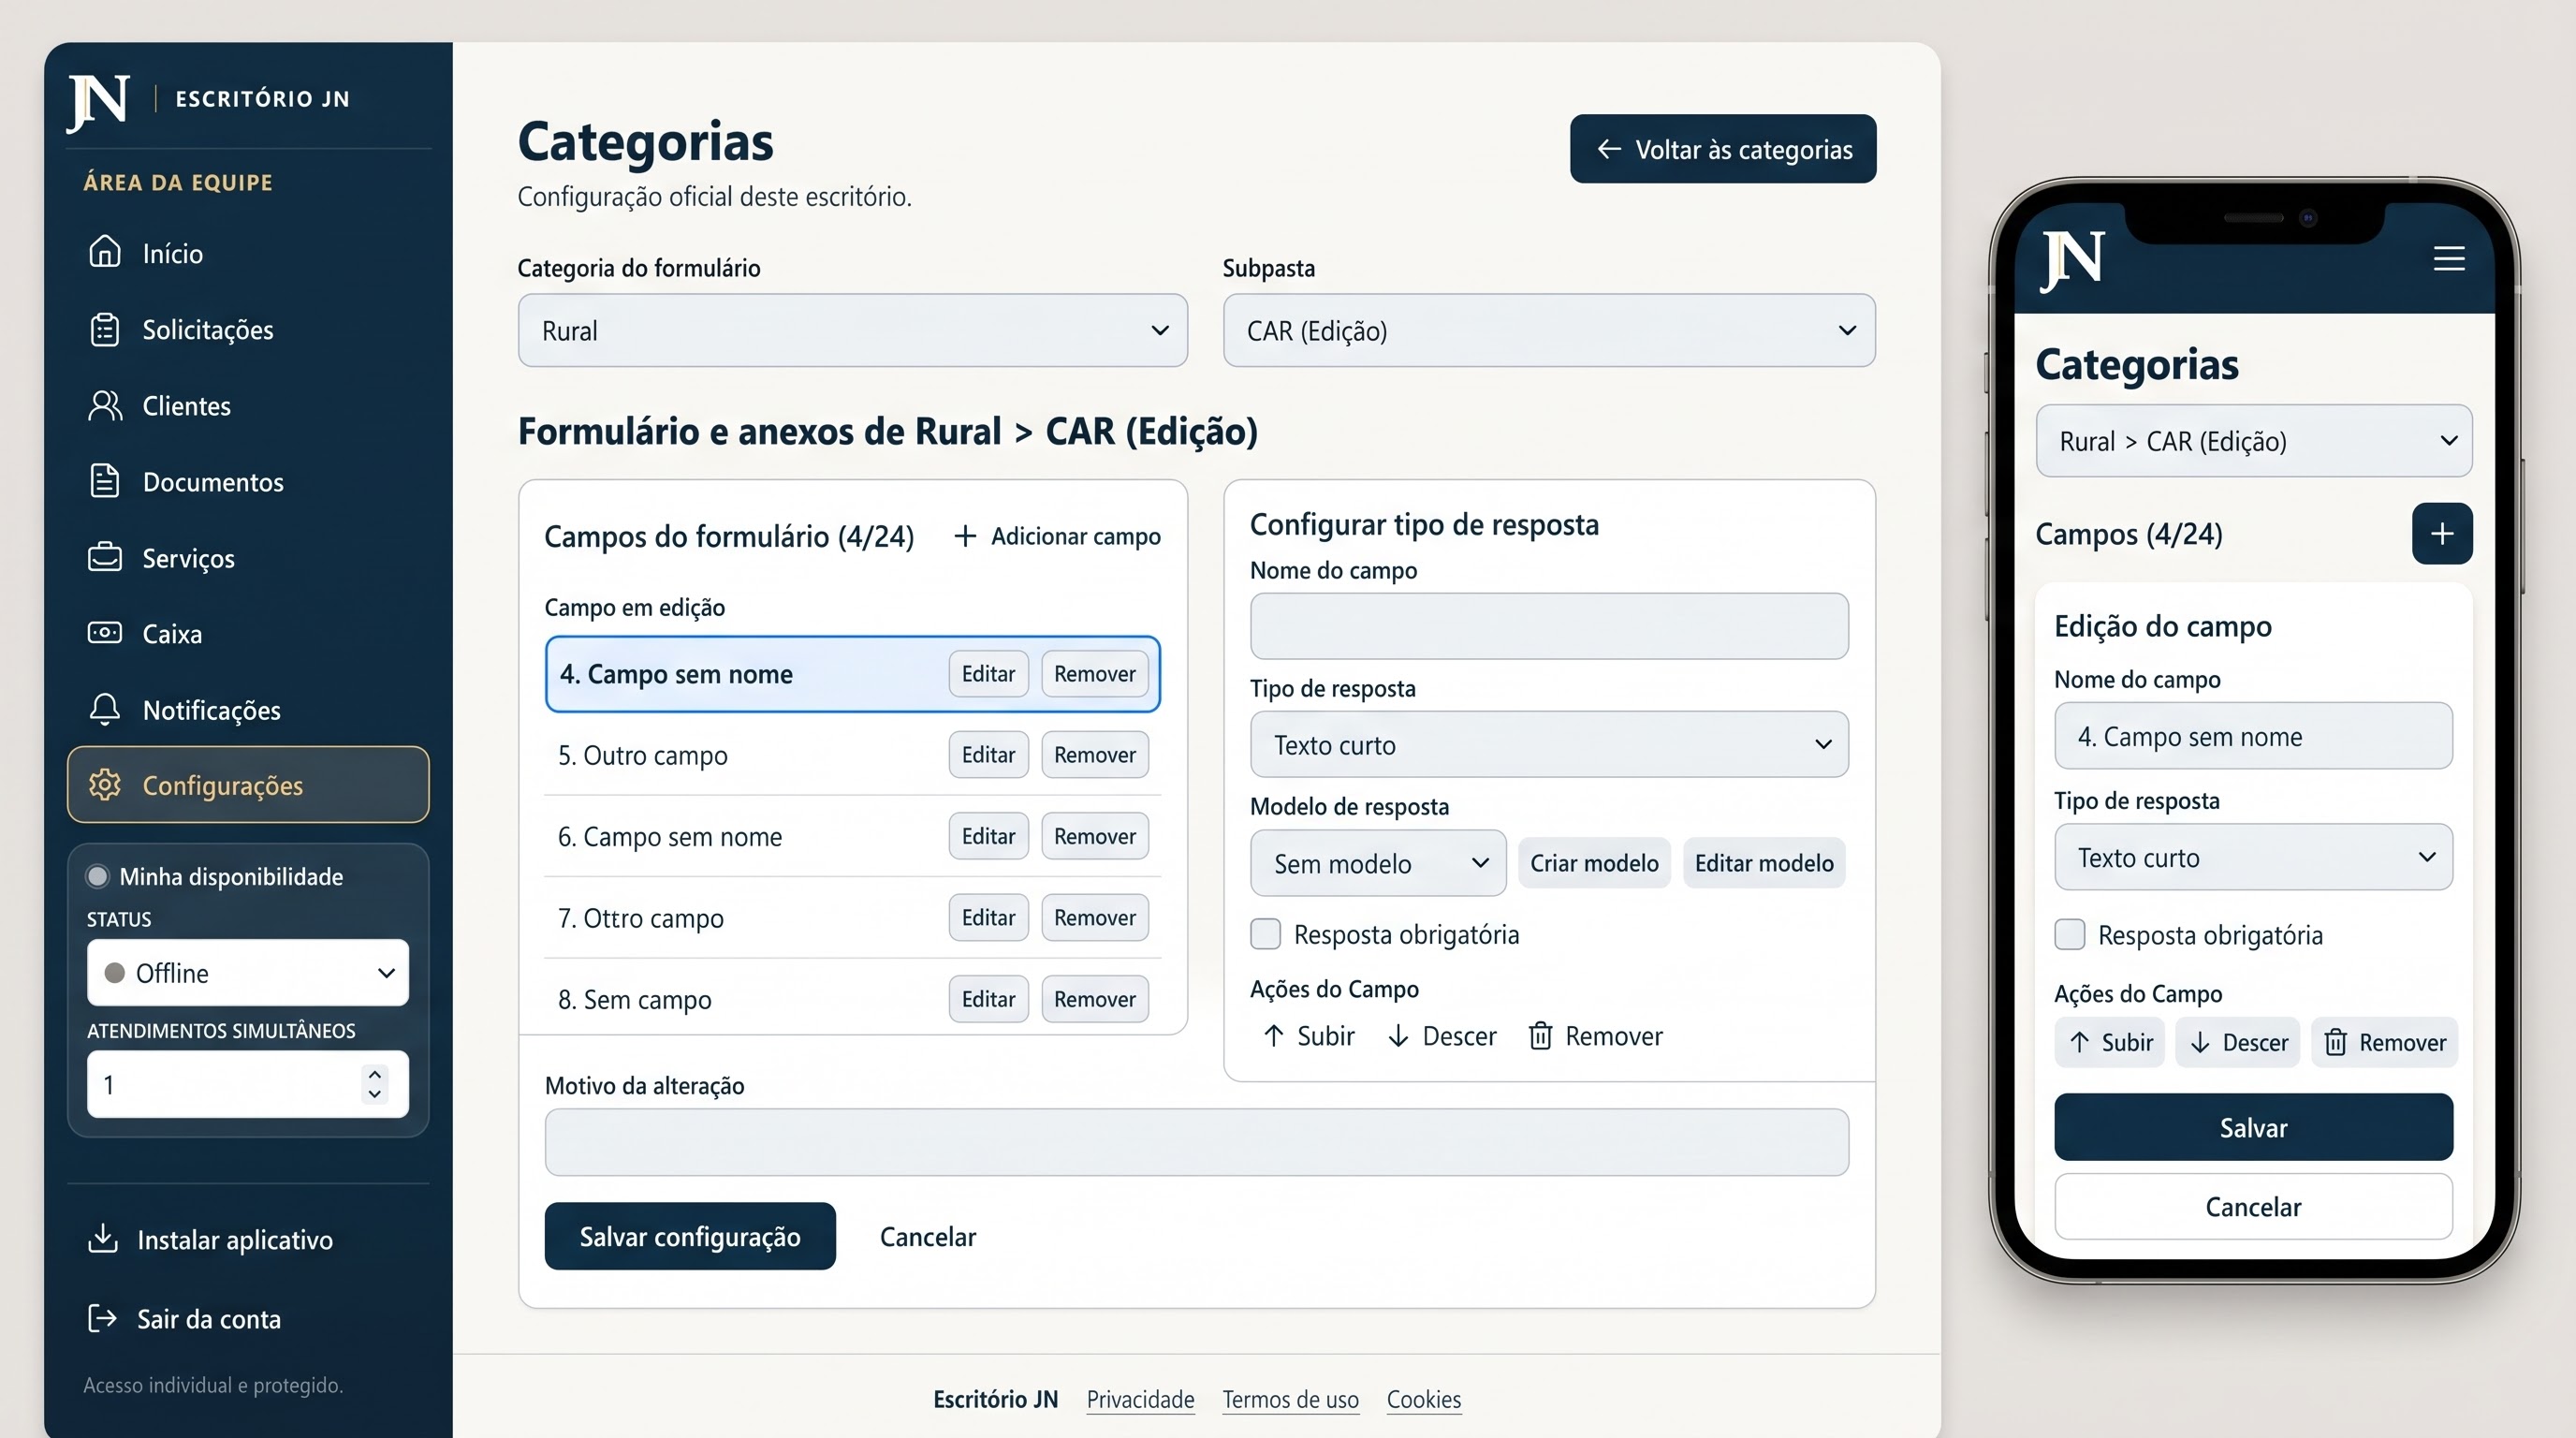 JN | ESCRITÓRIO JN
ÁREA DA EQUIPE
Início
Solicitações
Clientes
Documentos
Serviços
Caixa
Notificações
Configurações
Minha disponibilidade
STATUS
Offline
ATENDIMENTOS SIMULTÂNEOS
1
Instalar aplicativo
Sair da conta
Acesso individual e protegido.
Categorias
Configuração oficial deste escritório.
← Voltar às categorias
Categoria do formulário
Rural
Subpasta
CAR (Edição)
Formulário e anexos de Rural > CAR (Edição)
Campos do formulário (4/24)
+ Adicionar campo
Campo em edição
4. Campo sem nome Editar Remover
5. Outro campo Editar Remover
6. Campo sem nome Editar Remover
7. Ottro campo Editar Remover
8. Sem campo Editar Remover
Configurar tipo de resposta
Nome do campo
Tipo de resposta
Texto curto
Modelo de resposta
Sem modelo Criar modelo Editar modelo
Resposta obrigatória
Ações do Campo
↑ Subir ↓ Descer Remover
Motivo da alteração
Salvar configuração Cancelar
Escritório JN Privacidade Termos de uso Cookies
JN
Categorias
Rural > CAR (Edição)
Campos (4/24) +
Edição do campo
Nome do campo
4. Campo sem nome
Tipo de resposta
Texto curto
Resposta obrigatória
Ações do Campo
↑ Subir ↓ Descer Remover
Salvar
Cancelar